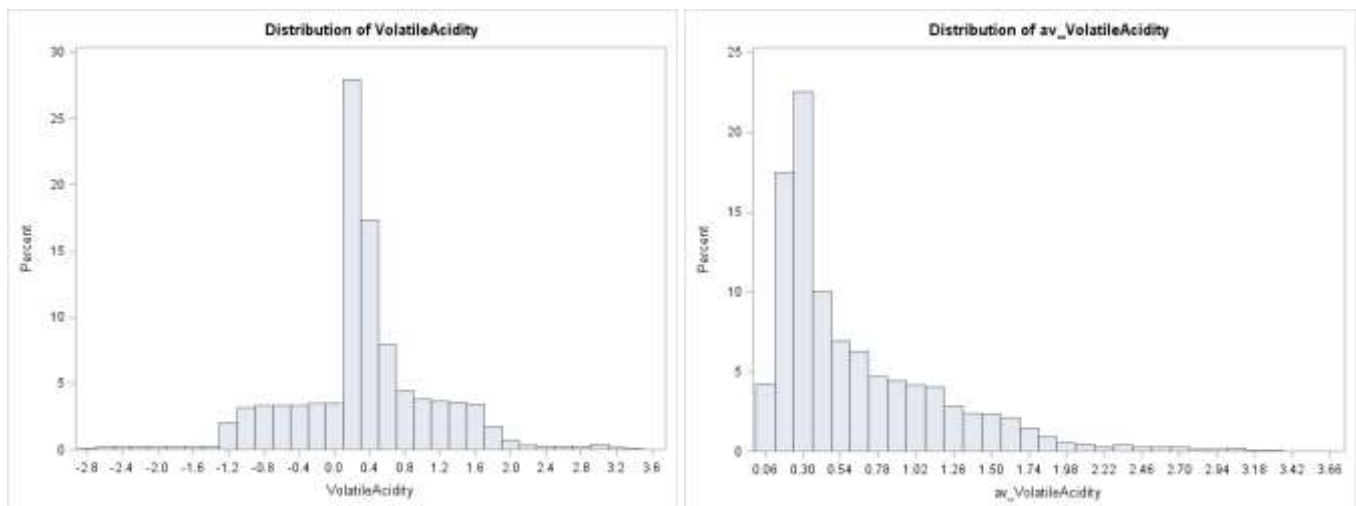 Distribution of VolatileAcidity
30
25
20
15
10
5
0
Percent
-2.8 -2.4 -2.0 -1.6 -1.2 -0.8 -0.4 0.0 0.4 0.8 1.2 1.6 2.0 2.4 2.8 3.2 3.6
VolatileAcidity
Distribution of av_VolatileAcidity
25
20
15
10
5
0
Percent
0.06 0.30 0.54 0.78 1.02 1.26 1.50 1.74 1.98 2.22 2.46 2.70 2.94 3.18 3.42 3.66
av_VolatileAcidity